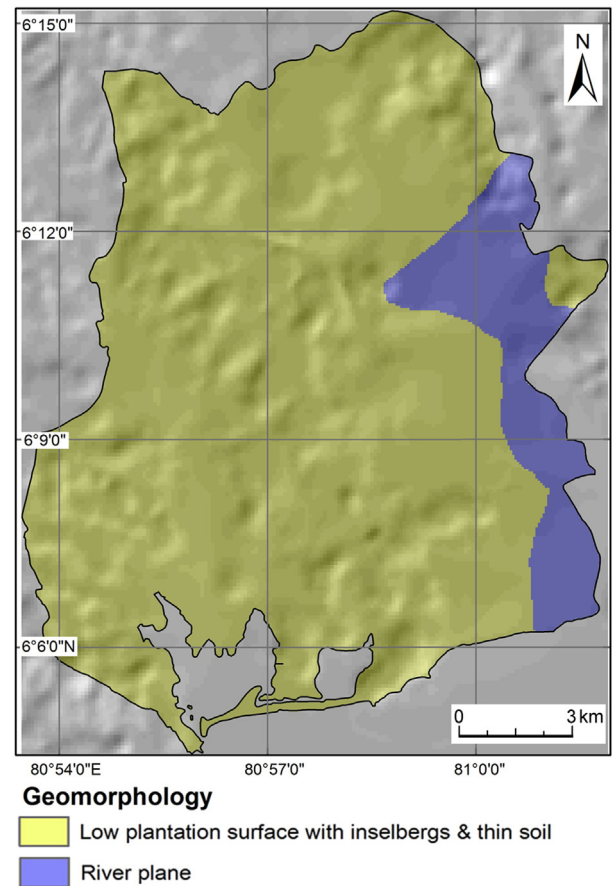 6°15'0"
N
6°12'0"
6°9'0"
6°6'0"N
0 3 km
80°54'0"E 80°57'0" 81°0'0"
Geomorphology
Low plantation surface with inselbergs & thin soil
River plane